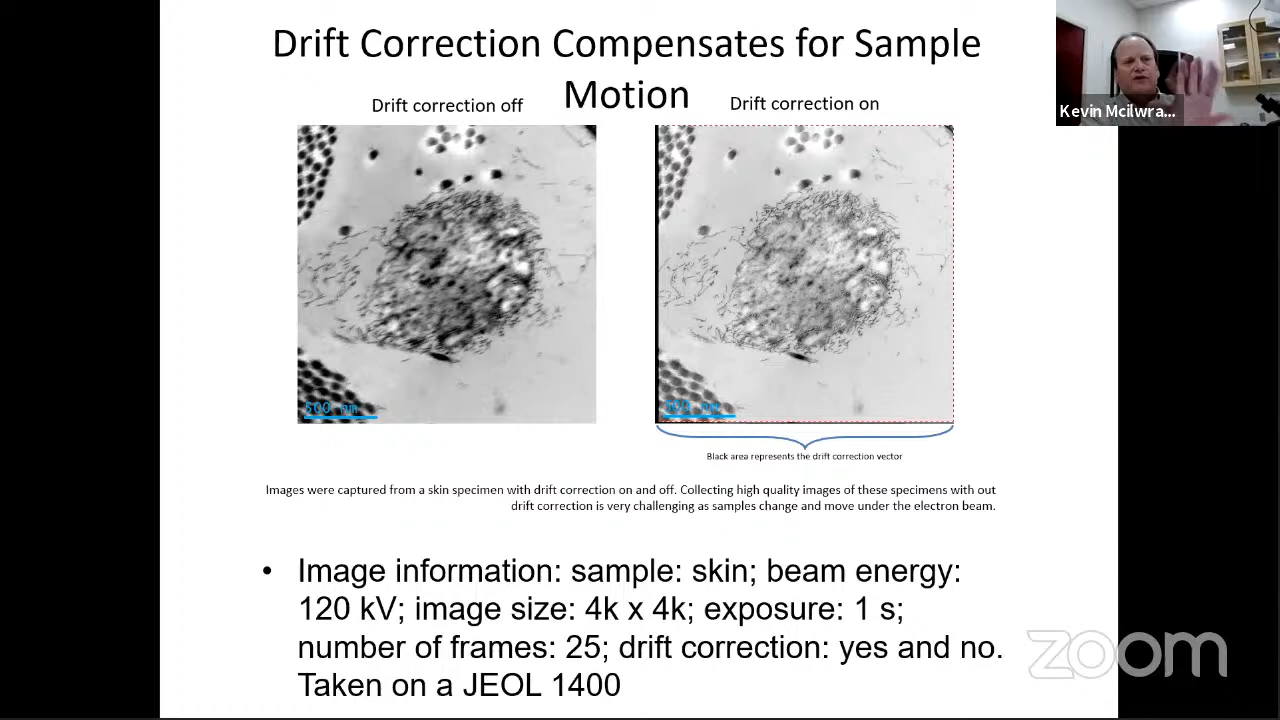 Drift Correction Compensates for Sample
Motion
Drift correction off
Drift correction on
Kevin Mcilwra...
500 nm
500 nm
Black area represents the drift correction vector
Images were captured from a skin specimen with drift correction on and off. Collecting high quality images of these specimens with out
drift correction is very challenging as samples change and move under the electron beam.
• Image information: sample: skin; beam energy:
120 kV; image size: 4k x 4k; exposure: 1 s;
number of frames: 25; drift correction: yes and no.
Taken on a JEOL 1400
zoom